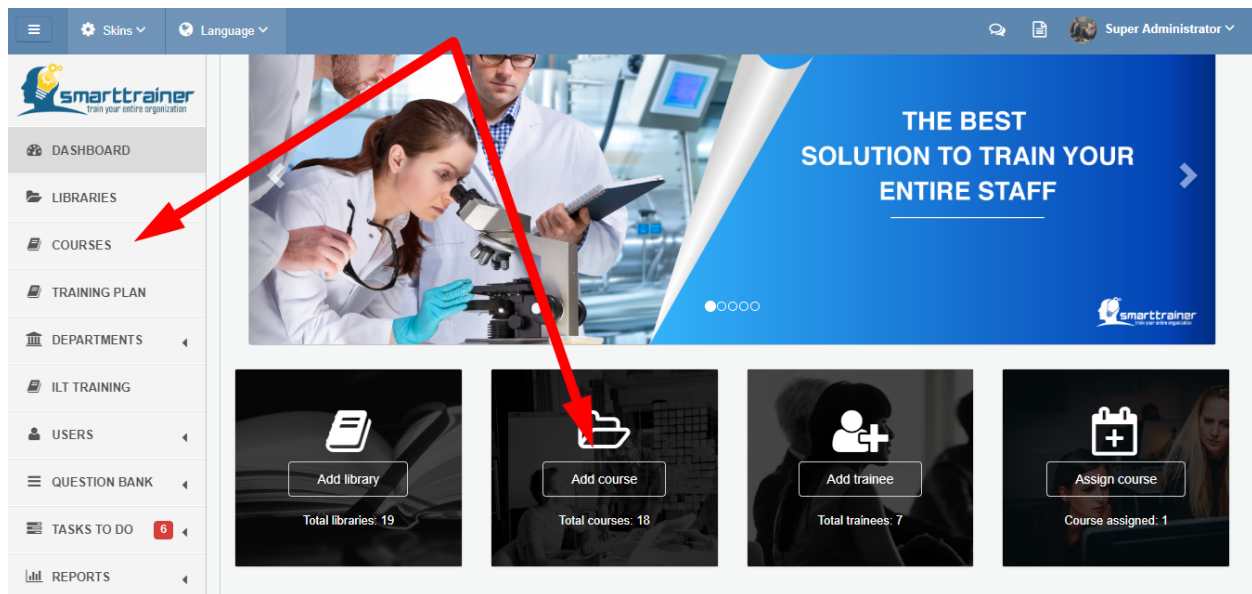 Skins
Language
Super Administrator
smarttrainer
train your entire organization
DASHBOARD
LIBRARIES
COURSES
TRAINING PLAN
DEPARTMENTS
ILT TRAINING
USERS
QUESTION BANK
TASKS TO DO 6
REPORTS
THE BEST
SOLUTION TO TRAIN YOUR
ENTIRE STAFF
smarttrainer
train your entire organization
Add library
Total libraries: 19
Add course
Total courses: 18
Add trainee
Total trainees: 7
Assign course
Course assigned: 1